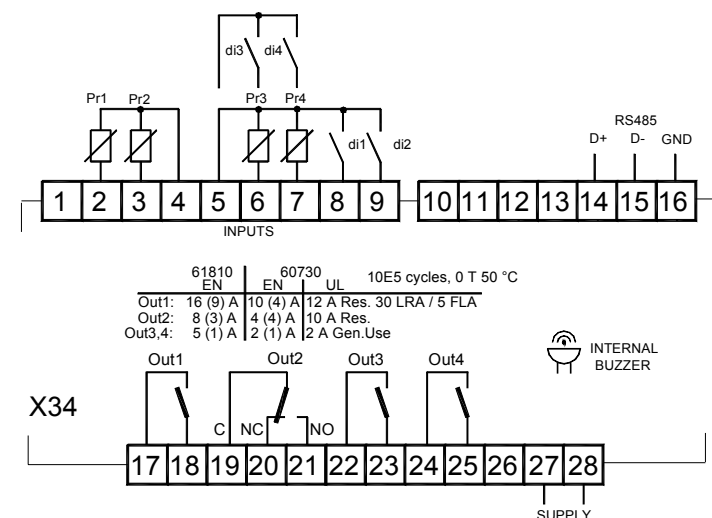 di3 di4
Pr1 Pr2 Pr3 Pr4
di1 di2
RS485
D+ D- GND
1 2 3 4 5 6 7 8 9 10 11 12 13 14 15 16
INPUTS
61810 60730 10E5 cycles, 0 T 50 °C
EN EN UL
Out1: 16 (9) A 10 (4) A 12 A Res. 30 LRA / 5 FLA
Out2: 8 (3) A 4 (4) A 10 A Res.
Out3,4: 5 (1) A 2 (1) A 2 A Gen.Use
Out1 Out2 Out3 Out4
INTERNAL
BUZZER
X34
C NC NO
17 18 19 20 21 22 23 24 25 26 27 28
SUPPLY